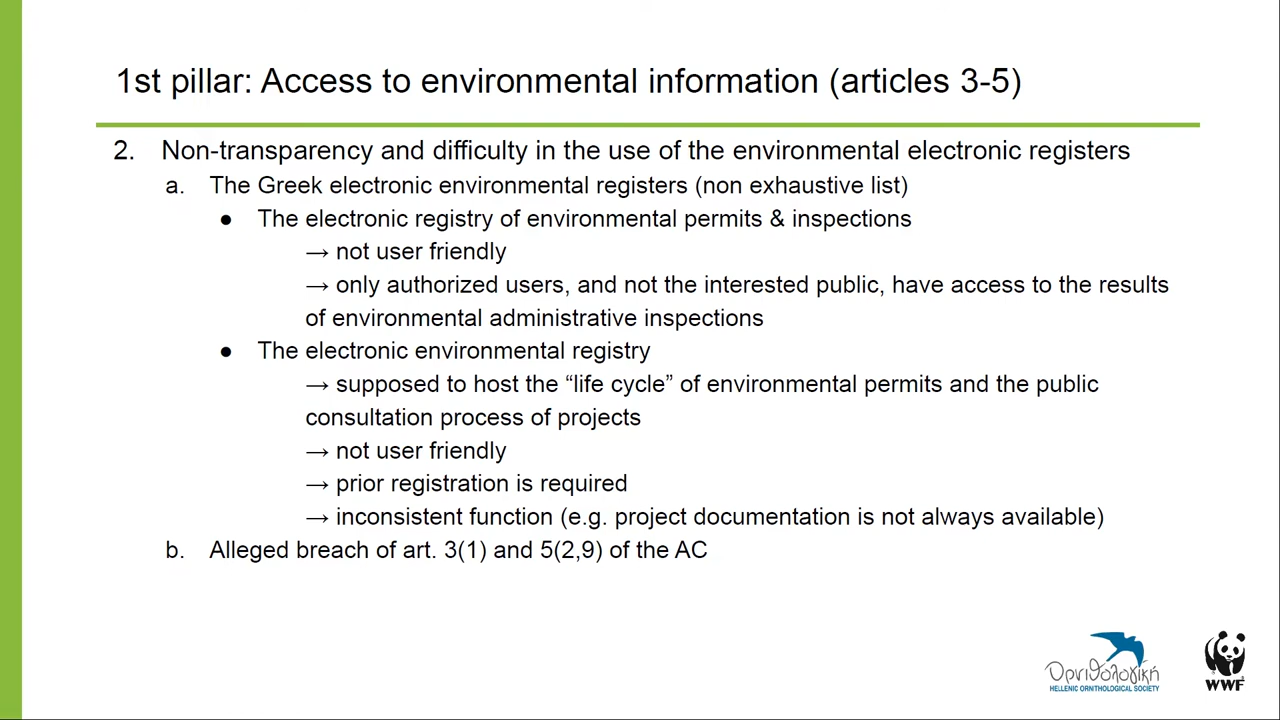 1st pillar: Access to environmental information (articles 3-5)
2. Non-transparency and difficulty in the use of the environmental electronic registers
a. The Greek electronic environmental registers (non exhaustive list)
● The electronic registry of environmental permits & inspections
→ not user friendly
→ only authorized users, and not the interested public, have access to the results
of environmental administrative inspections
● The electronic environmental registry
→ supposed to host the “life cycle” of environmental permits and the public
consultation process of projects
→ not user friendly
→ prior registration is required
→ inconsistent function (e.g. project documentation is not always available)
b. Alleged breach of art. 3(1) and 5(2,9) of the AC
Ορνιθολογική
HELLENIC ORNITHOLOGICAL SOCIETY
WWF